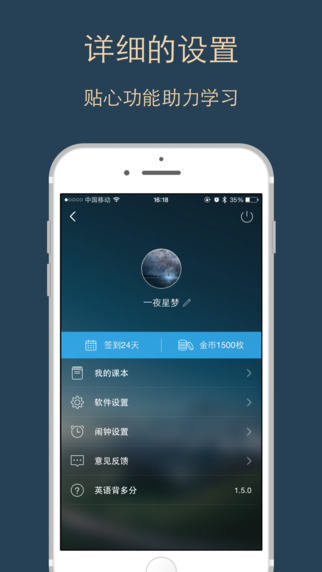 详细的设置
贴心功能助力学习
中国移动 16:18 35%
一夜星梦
签到24天 金币1500枚
我的课本
软件设置
闹钟设置
意见反馈
英语背多分 1.5.0